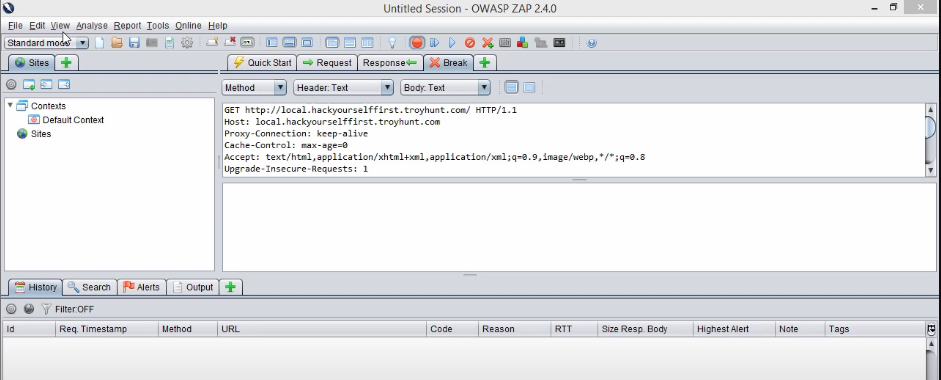 Untitled Session - OWASP ZAP 2.4.0
File Edit View Analyse Report Tools Online Help
Standard mode
Sites
Quick Start Request Response Break
Method Header: Text Body: Text
Contexts
Default Context
Sites
GET http://local.hackyourselffirst.troyhunt.com/ HTTP/1.1
Host: local.hackyourselffirst.troyhunt.com
Proxy-Connection: keep-alive
Cache-Control: max-age=0
Accept: text/html,application/xhtml+xml,application/xml;q=0.9,image/webp,*/*;q=0.8
Upgrade-Insecure-Requests: 1
History Search Alerts Output
Filter:OFF
Id Req. Timestamp Method URL Code Reason RTT Size Resp. Body Highest Alert Note Tags